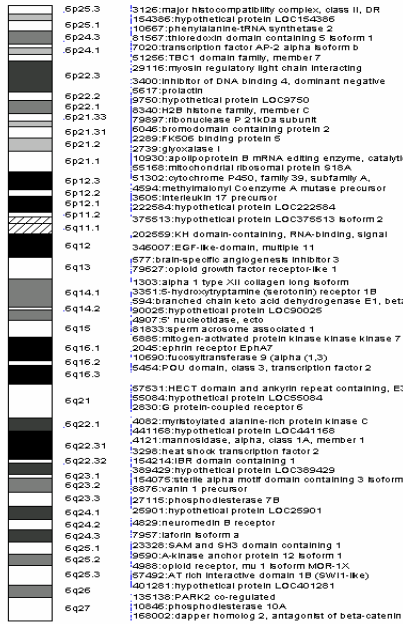 6p25.3
6p25.1
6p24.3
6p24.1
6p22.3
6p22.2
6p22.1
6p21.33
6p21.31
6p21.2
6p21.1
6p12.3
6p12.2
6p12.1
6p11.2
6q11.1
6q12
6q13
6q14.1
6q14.2
6q15
6q16.1
6q16.2
6q16.3
6q21
6q22.1
6q22.31
6q22.32
6q23.1
6q23.2
6q23.3
6q24.1
6q24.2
6q24.3
6q25.1
6q25.2
6q25.3
6q26
6q27
3126:major histocompatibility complex, class II, DR
154386:hypothetical protein LOC154386
10667:phenylalanine-tRNA synthetase 2
81567:thioredoxin domain containing 5 isoform 1
7020:transcription factor AP-2 alpha isoform b
51256:TBC1 domain family, member 7
29116:myosin regulatory light chain interacting
3400:inhibitor of DNA binding 4, dominant negative
5617:prolactin
9750:hypothetical protein LOC9750
8340:H2B histone family, member C
79897:ribonuclease P 21kDa subunit
6046:bromodomain containing protein 2
2289:FK506 binding protein 5
2739:glyoxalase I
10930:apolipoprotein B mRNA editing enzyme, catalytic
55168:mitochondrial ribosomal protein S18A
51302:cytochrome P450, family 39, subfamily A,
4594:methylmalonyl Coenzyme A mutase precursor
3605:interleukin 17 precursor
222584:hypothetical protein LOC222584
375513:hypothetical protein LOC375513 isoform 2
202559:KH domain-containing, RNA-binding, signal
346007:EGF-like-domain, multiple 11
577:brain-specific angiogenesis inhibitor 3
79627:opioid growth factor receptor-like 1
1303:alpha 1 type XII collagen long isoform
3351:5-hydroxytryptamine (serotonin) receptor 1B
594:branched chain keto acid dehydrogenase E1, beta
90025:hypothetical protein LOC90025
4907:5' nucleotidase, ecto
81833:sperm acrosome associated 1
6885:mitogen-activated protein kinase kinase kinase 7
2045:ephrin receptor EphA7
10690:fucosyltransferase 9 (alpha (1,3)
5454:POU domain, class 3, transcription factor 2
57531:HECT domain and ankyrin repeat containing, E3
55084:hypothetical protein LOC55084
2830:G protein-coupled receptor 6
4082:myristoylated alanine-rich protein kinase C
441168:hypothetical protein LOC441168
4121:mannosidase, alpha, class 1A, member 1
3298:heat shock transcription factor 2
154214:IBR domain containing 1
389429:hypothetical protein LOC389429
154075:sterile alpha motif domain containing 3 isoform
8876:vanin 1 precursor
27115:phosphodiesterase 7B
25901:hypothetical protein LOC25901
4829:neuromedin B receptor
7957:laforin isoform a
23328:SAM and SH3 domain containing 1
9590:A-kinase anchor protein 12 isoform 1
4988:opioid receptor, mu 1 isoform MOR-1X
57492:AT rich interactive domain 1B (SWI1-like)
401281:hypothetical protein LOC401281
135138:PARK2 co-regulated
10846:phosphodiesterase 10A
168002:dapper homolog 2, antagonist of beta-catenin